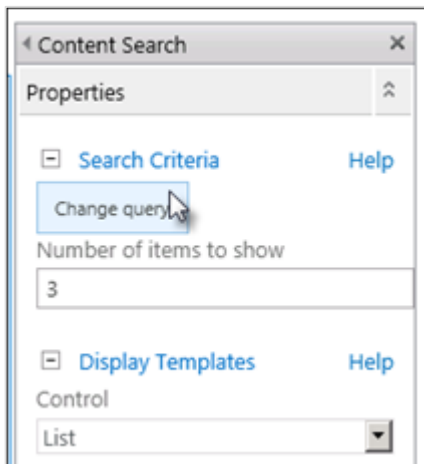 Content Search
Properties
Search Criteria Help
Change query
Number of items to show
3
Display Templates Help
Control
List